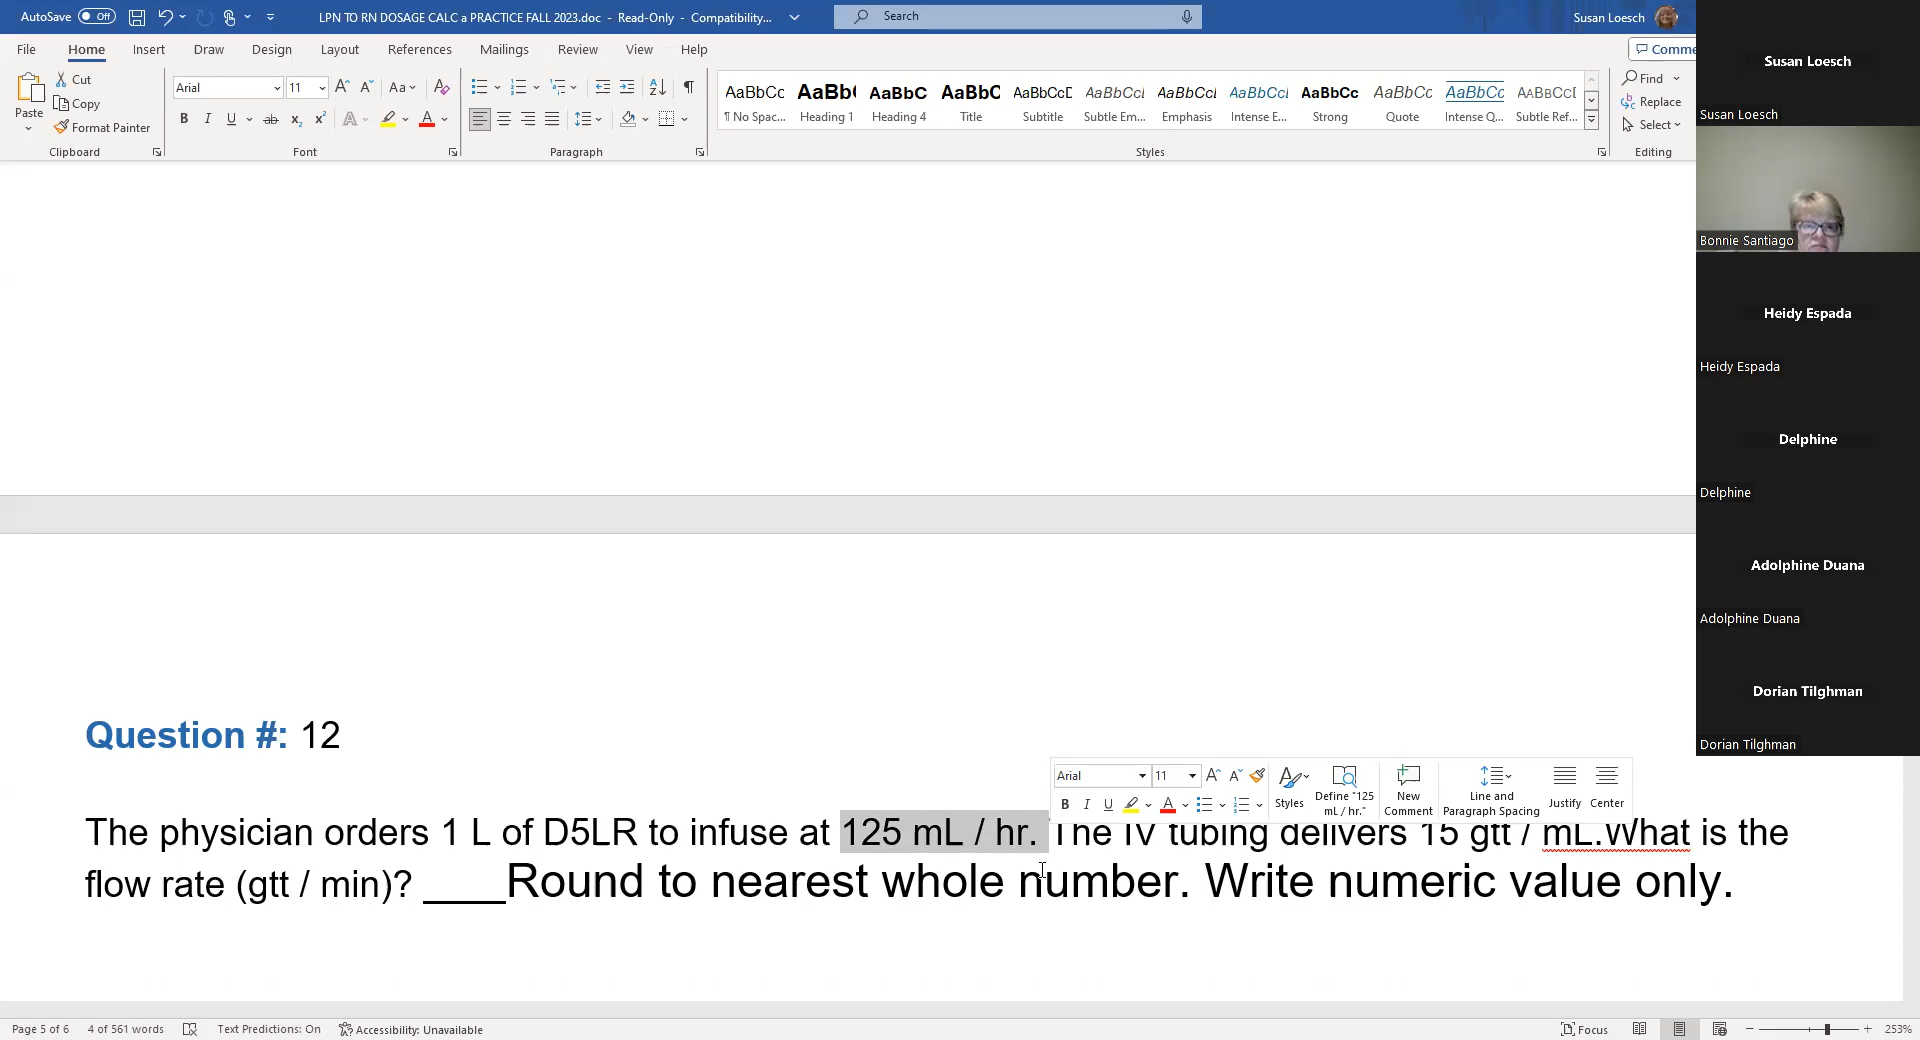 AutoSave Off LPN TO RN DOSAGE CALC a PRACTICE FALL 2023.doc - Read-Only - Compatibility... Search Susan Loesch
File Home Insert Draw Design Layout References Mailings Review View Help Comme
Paste Cut Copy Format Painter
Clipboard
Arial 11 Aa
B I U ab x₂ x² A A
Font
Paragraph
AaBbCc AaBb( AaBbC AaBbC AaBbCcD AaBbCcL AaBbCcL AaBbCcL AaBbCc AaBbCc AaBbCc AABBCCI
¶ No Spac... Heading 1 Heading 4 Title Subtitle Subtle Em... Emphasis Intense E... Strong Quote Intense Q... Subtle Ref...
Styles
Find
Replace
Select
Editing
Susan Loesch
Susan Loesch
Bonnie Santiago
Heidy Espada
Heidy Espada
Delphine
Delphine
Adolphine Duana
Adolphine Duana
Dorian Tilghman
Dorian Tilghman
Question #: 12
Arial 11
B I U A
Styles
Define "125 mL / hr."
New Comment
Line and Paragraph Spacing
Justify
Center
The physician orders 1 L of D5LR to infuse at 125 mL / hr. The IV tubing delivers 15 gtt / mL.What is the
flow rate (gtt / min)? ____Round to nearest whole number. Write numeric value only.
Page 5 of 6 4 of 561 words Text Predictions: On Accessibility: Unavailable Focus 253%